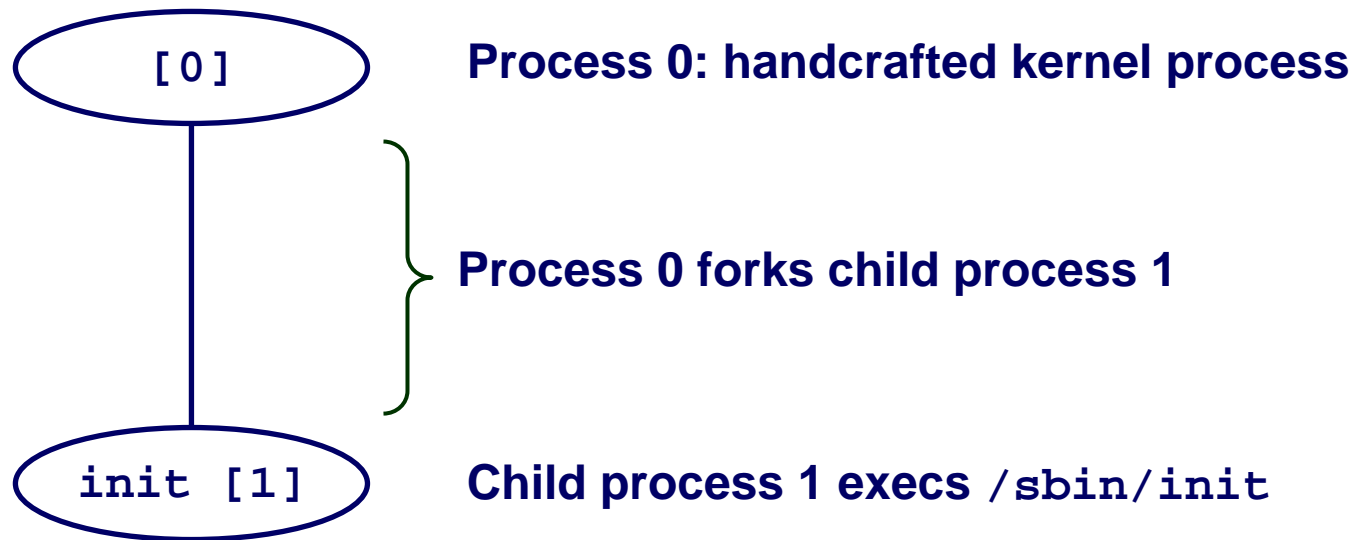 [0]
Process 0: handcrafted kernel process
Process 0 forks child process 1
init [1]
Child process 1 execs /sbin/init